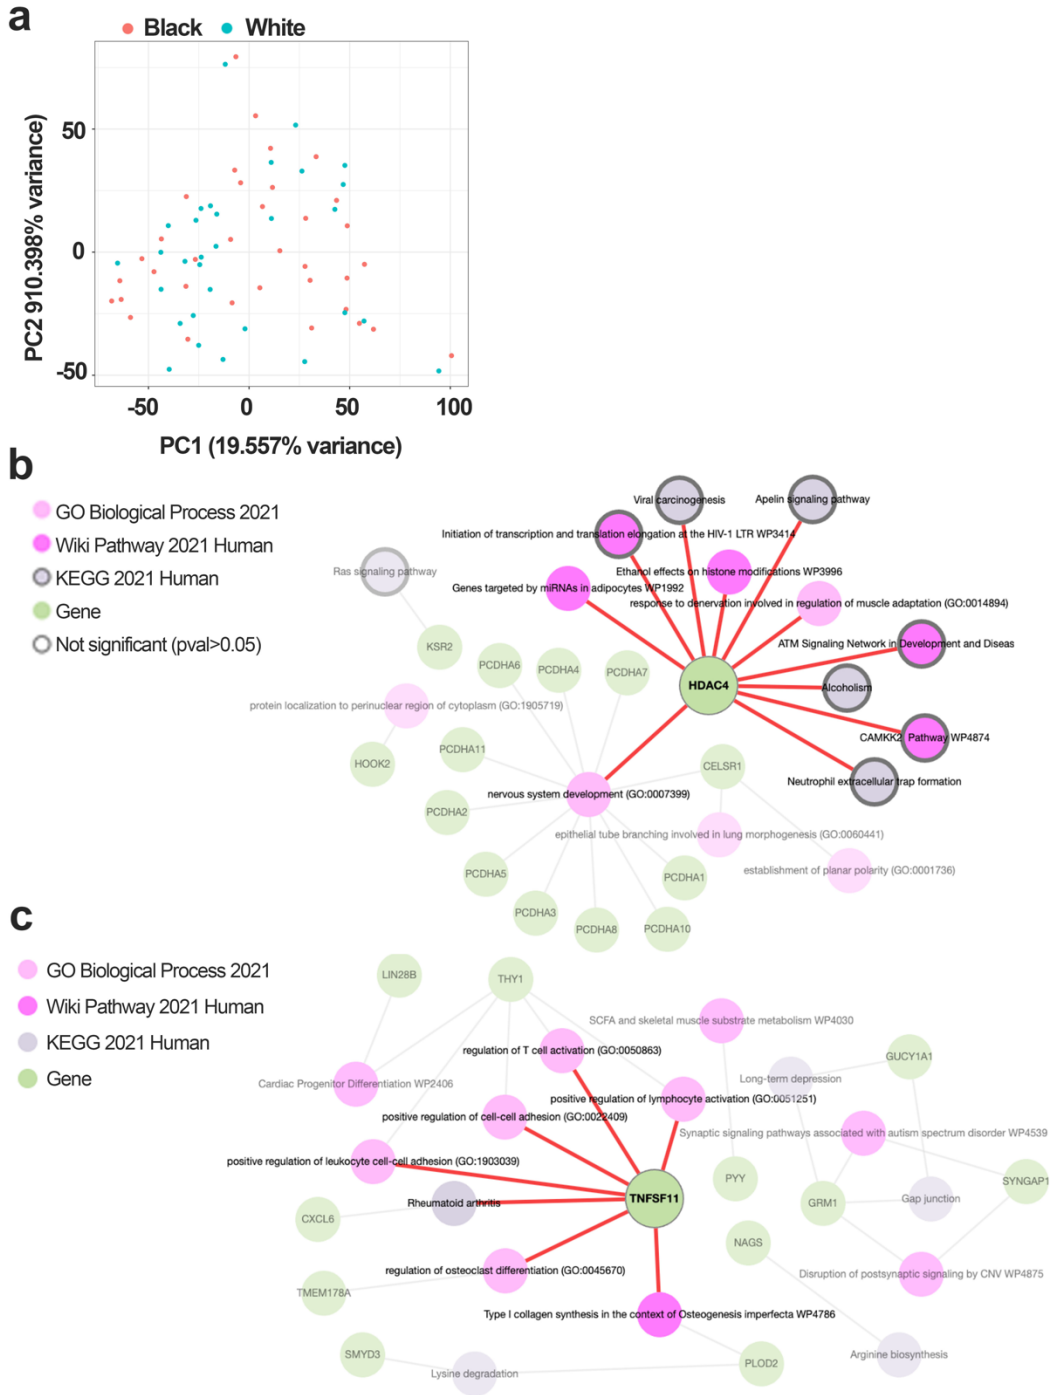 a
Black White
50
0
-50
PC2 910.398% variance)
-50 0 50 100
PC1 (19.557% variance)
b
GO Biological Process 2021
Wiki Pathway 2021 Human
KEGG 2021 Human
Gene
Not significant (pval>0.05)
Viral carcinogenesis
Apelin signaling pathway
Initiation of transcription and translation elongation at the HIV-1 LTR WP3414
Ras signaling pathway
Ethanol effects on histone modifications WP3996
Genes targeted by miRNAs in adipocytes WP1992
response to denervation involved in regulation of muscle adaptation (GO:0014894)
KSR2
ATM Signaling Network in Development and Diseas
PCDHA6
PCDHA4
PCDHA7
HDAC4
Alcoholism
protein localization to perinuclear region of cytoplasm (GO:1905719)
CAMKK2 Pathway WP4874
PCDHA11
HOOK2
CELSR1
Neutrophil extracellular trap formation
nervous system development (GO:0007399)
PCDHA2
epithelial tube branching involved in lung morphogenesis (GO:0060441)
establishment of planar polarity (GO:0001736)
PCDHA5
PCDHA1
PCDHA3
PCDHA8
PCDHA10
c
GO Biological Process 2021
Wiki Pathway 2021 Human
KEGG 2021 Human
Gene
LIN28B
THY1
SCFA and skeletal muscle substrate metabolism WP4030
regulation of T cell activation (GO:0050863)
GUCY1A1
Long-term depression
Cardiac Progenitor Differentiation WP2406
positive regulation of lymphocyte activation (GO:0051251)
positive regulation of cell-cell adhesion (GO:0022409)
Synaptic signaling pathways associated with autism spectrum disorder WP4539
positive regulation of leukocyte cell-cell adhesion (GO:1903039)
PYY
SYNGAP1
TNFSF11
Rheumatoid arthritis
GRM1
Gap junction
CXCL6
NAGS
regulation of osteoclast differentiation (GO:0045670)
Disruption of postsynaptic signaling by CNV WP4875
TMEM178A
Type I collagen synthesis in the context of Osteogenesis imperfecta WP4786
SMYD3
Arginine biosynthesis
PLOD2
Lysine degradation